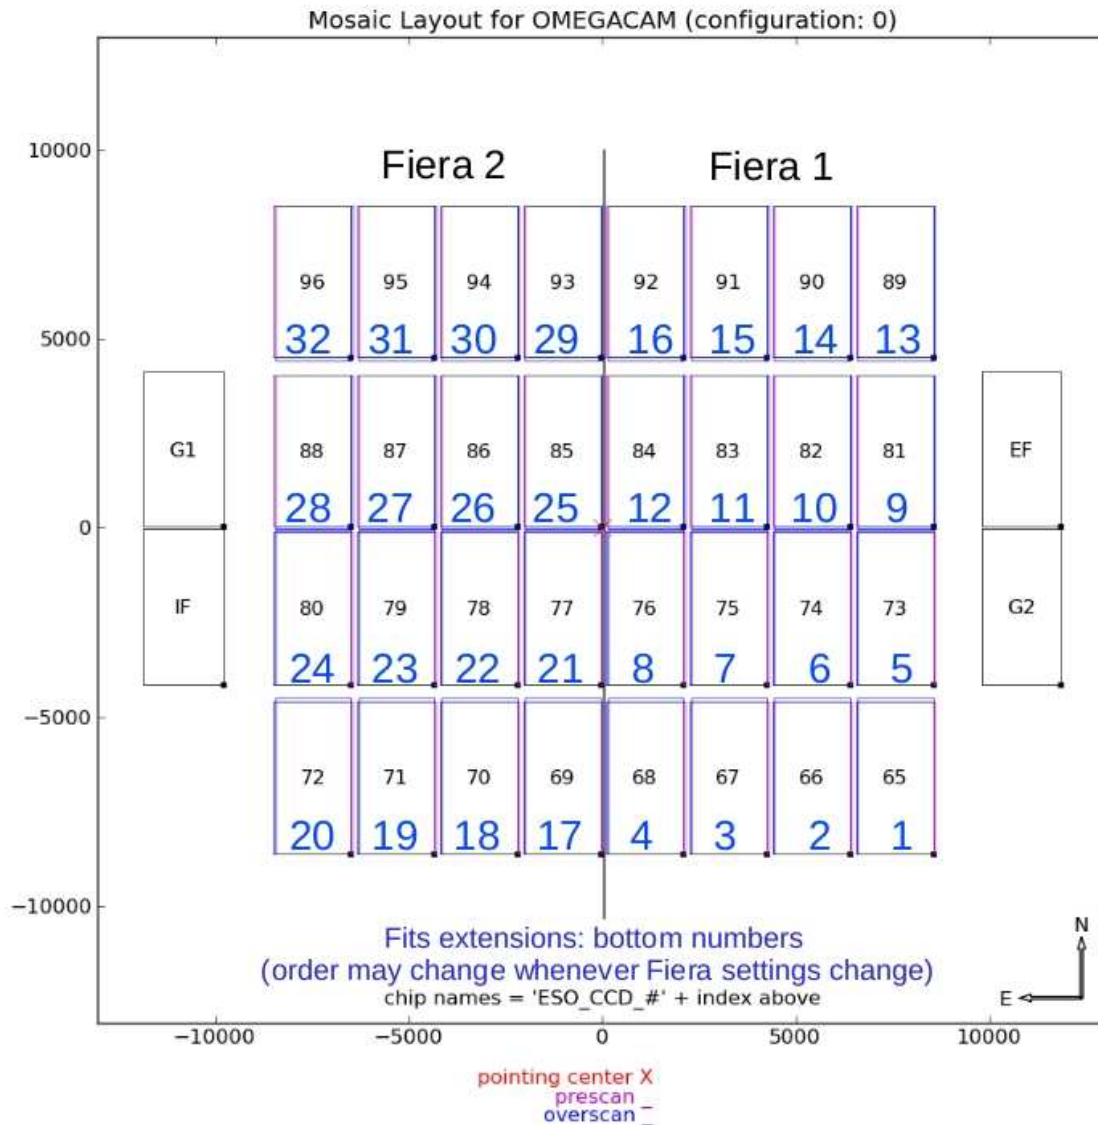 Mosaic Layout for OMEGACAM (configuration: 0)
10000
Fiera 2 Fiera 1
96 95 94 93 92 91 90 89
5000
32 31 30 29 16 15 14 13
G1 88 87 86 85 84 83 82 81 EF
28 27 26 25 12 11 10 9
0
IF 80 79 78 77 76 75 74 73 G2
24 23 22 21 8 7 6 5
−5000
72 71 70 69 68 67 66 65
20 19 18 17 4 3 2 1
−10000
Fits extensions: bottom numbers
N
(order may change whenever Fiera settings change)
chip names = 'ESO_CCD_#' + index above
E
−10000 −5000 0 5000 10000
pointing center X
prescan _
overscan _